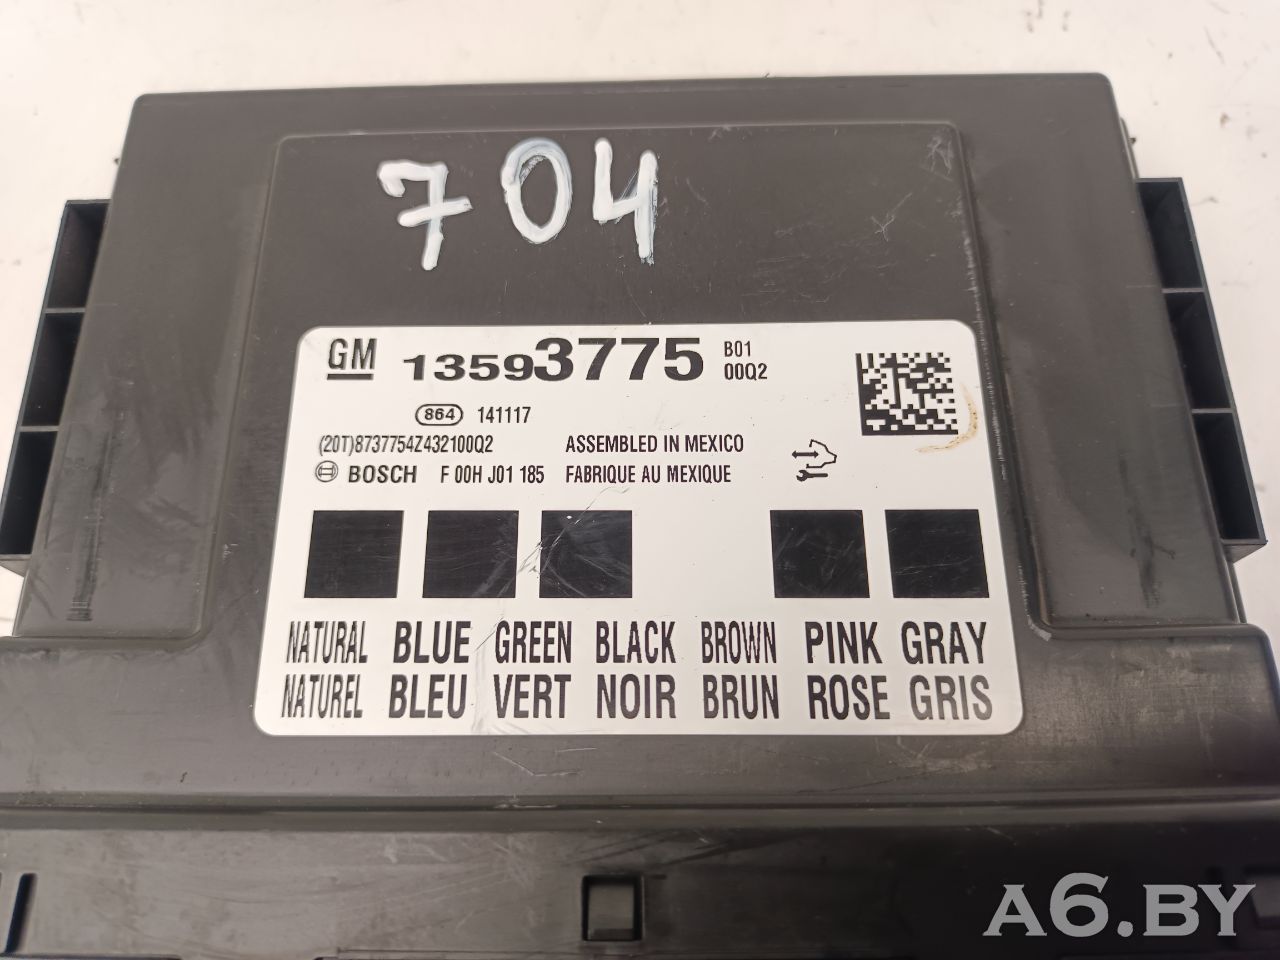 704
GM 13593775 B01
00Q2
864 141117
(20T)8737754Z432100Q2 ASSEMBLED IN MEXICO
BOSCH F 00H J01 185 FABRIQUE AU MEXIQUE
NATURAL BLUE GREEN BLACK BROWN PINK GRAY
NATUREL BLEU VERT NOIR BRUN ROSE GRIS
A6.BY